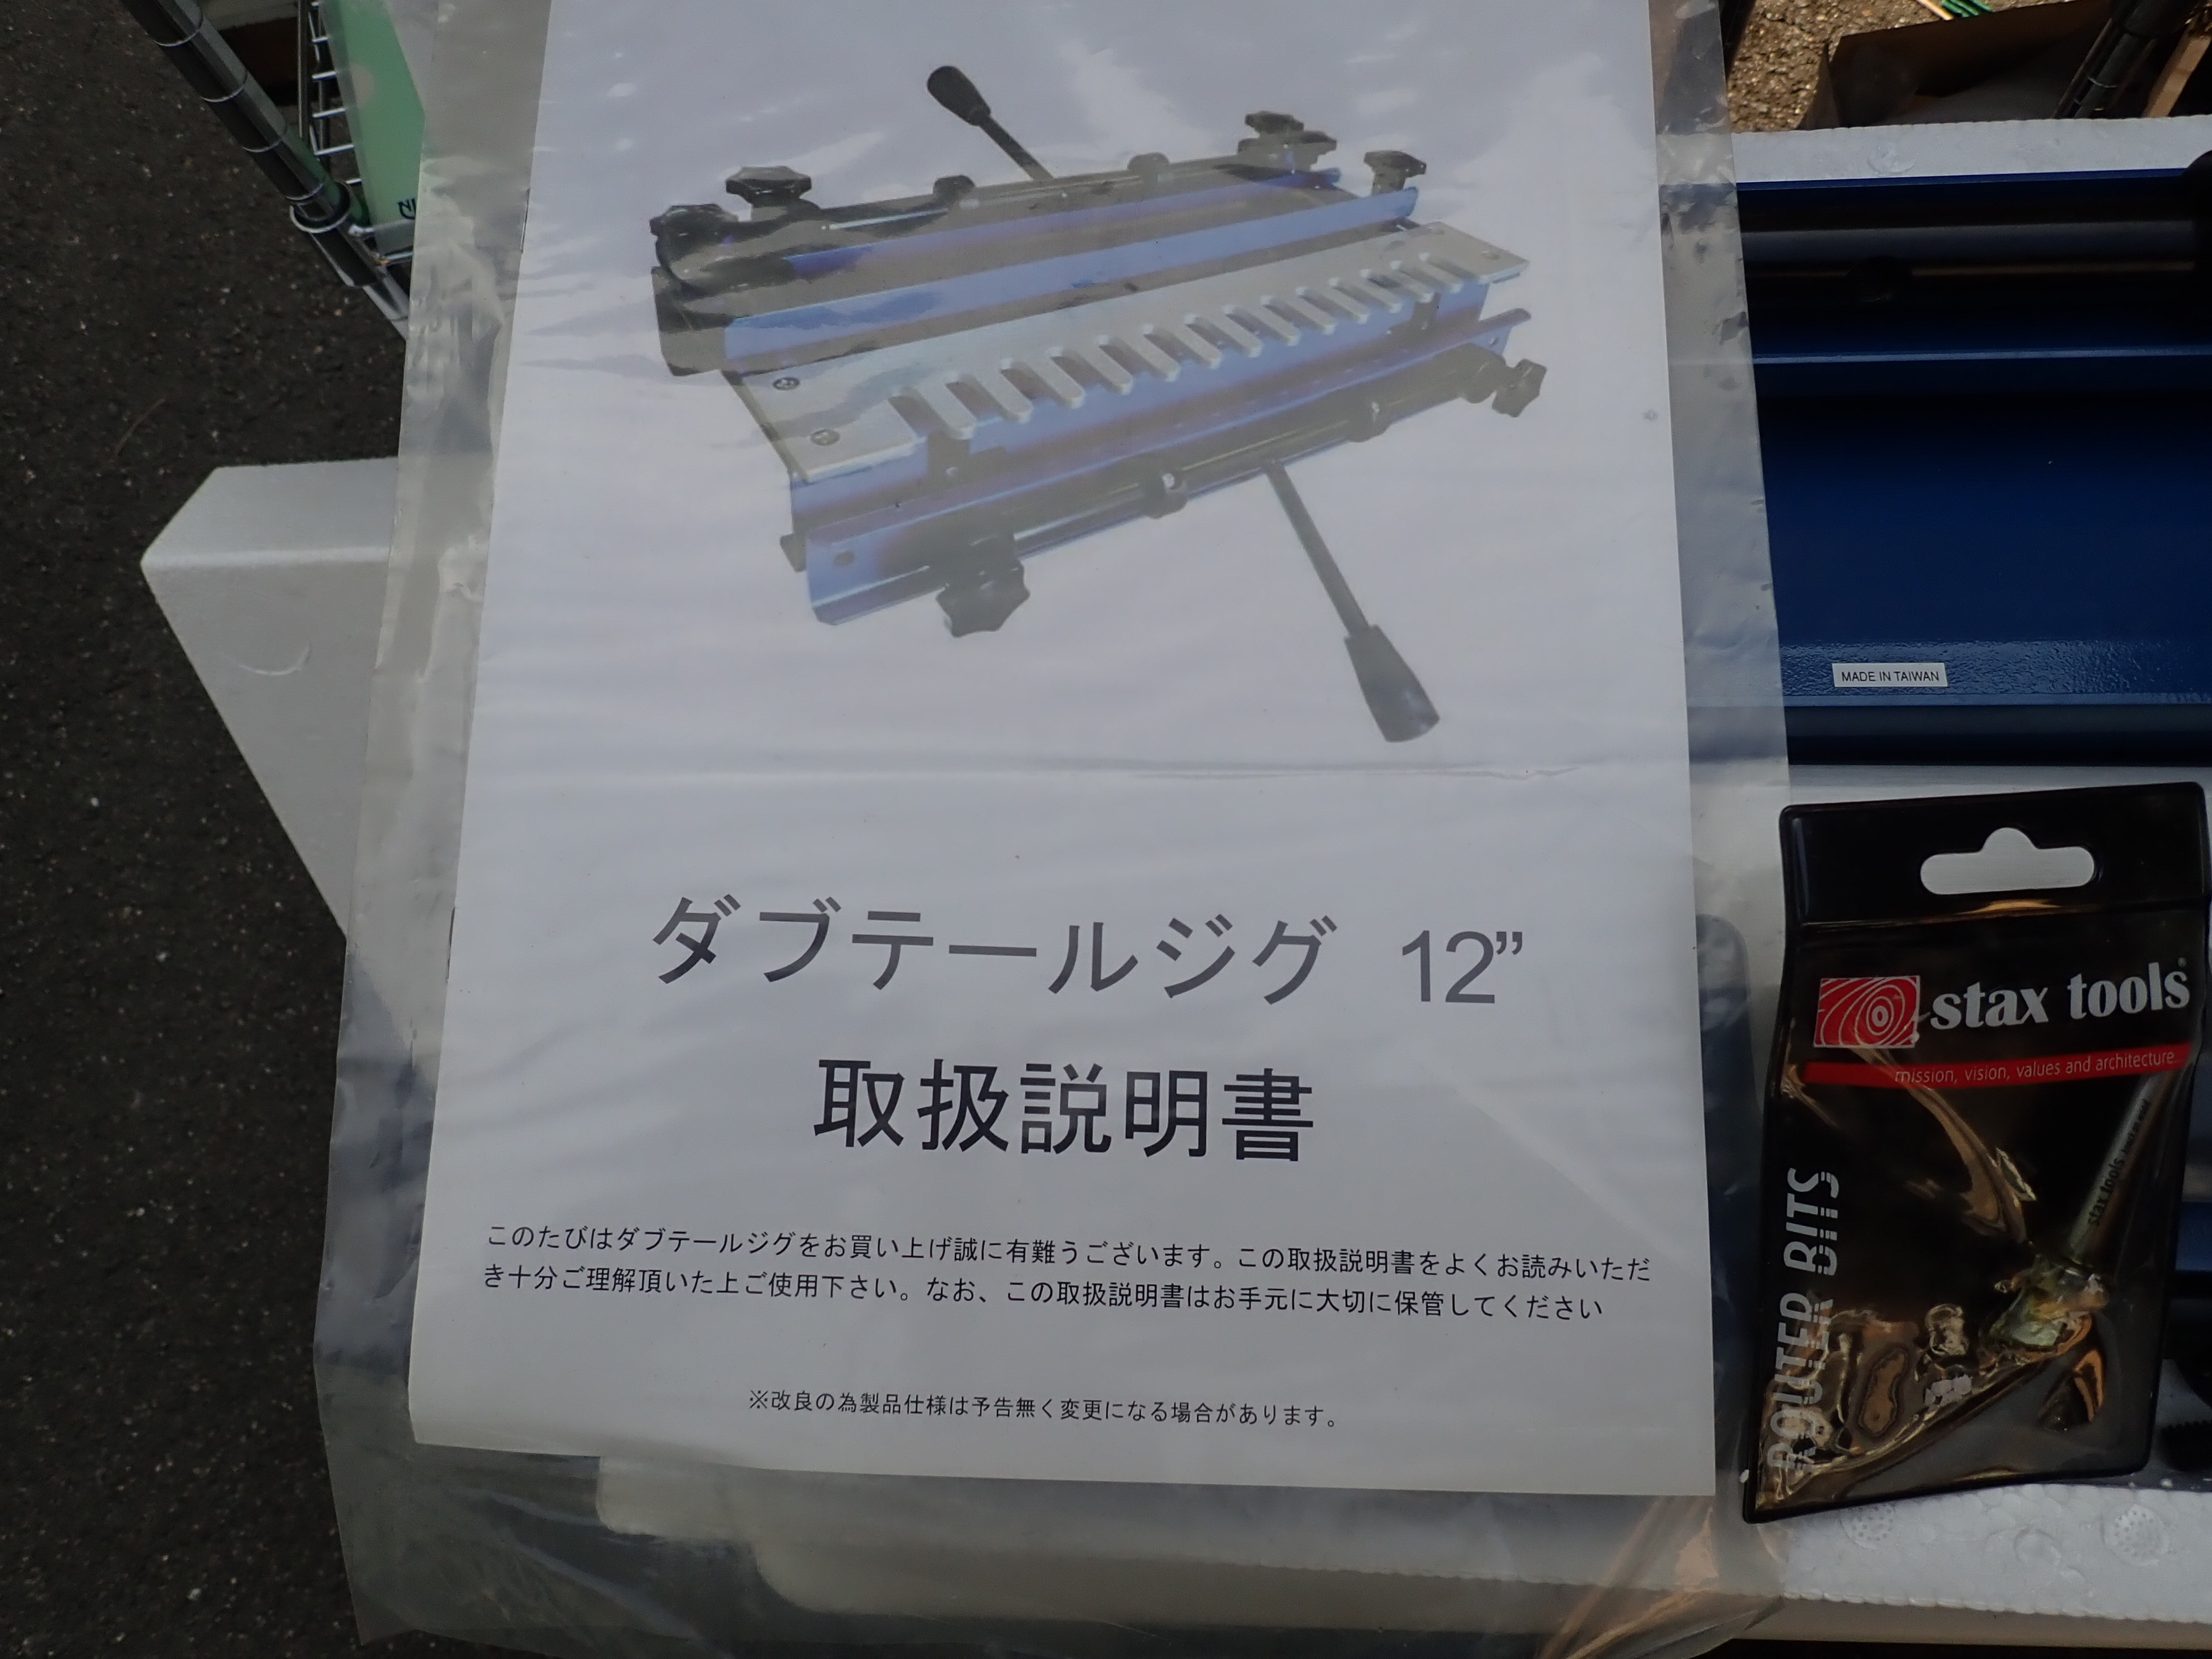 ダブテールジグ 12”
取扱説明書
このたびはダブテールジグをお買い上げ誠に有難うございます。この取扱説明書をよくお読みいただ
き十分ご理解頂いた上ご使用下さい。なお、この取扱説明書はお手元に大切に保管してください
※改良の為製品仕様は予告無く変更になる場合があります。
MADE IN TAIWAN
stax tools®
mission, vision, values and architecture
stax tools
ROUTER BITS